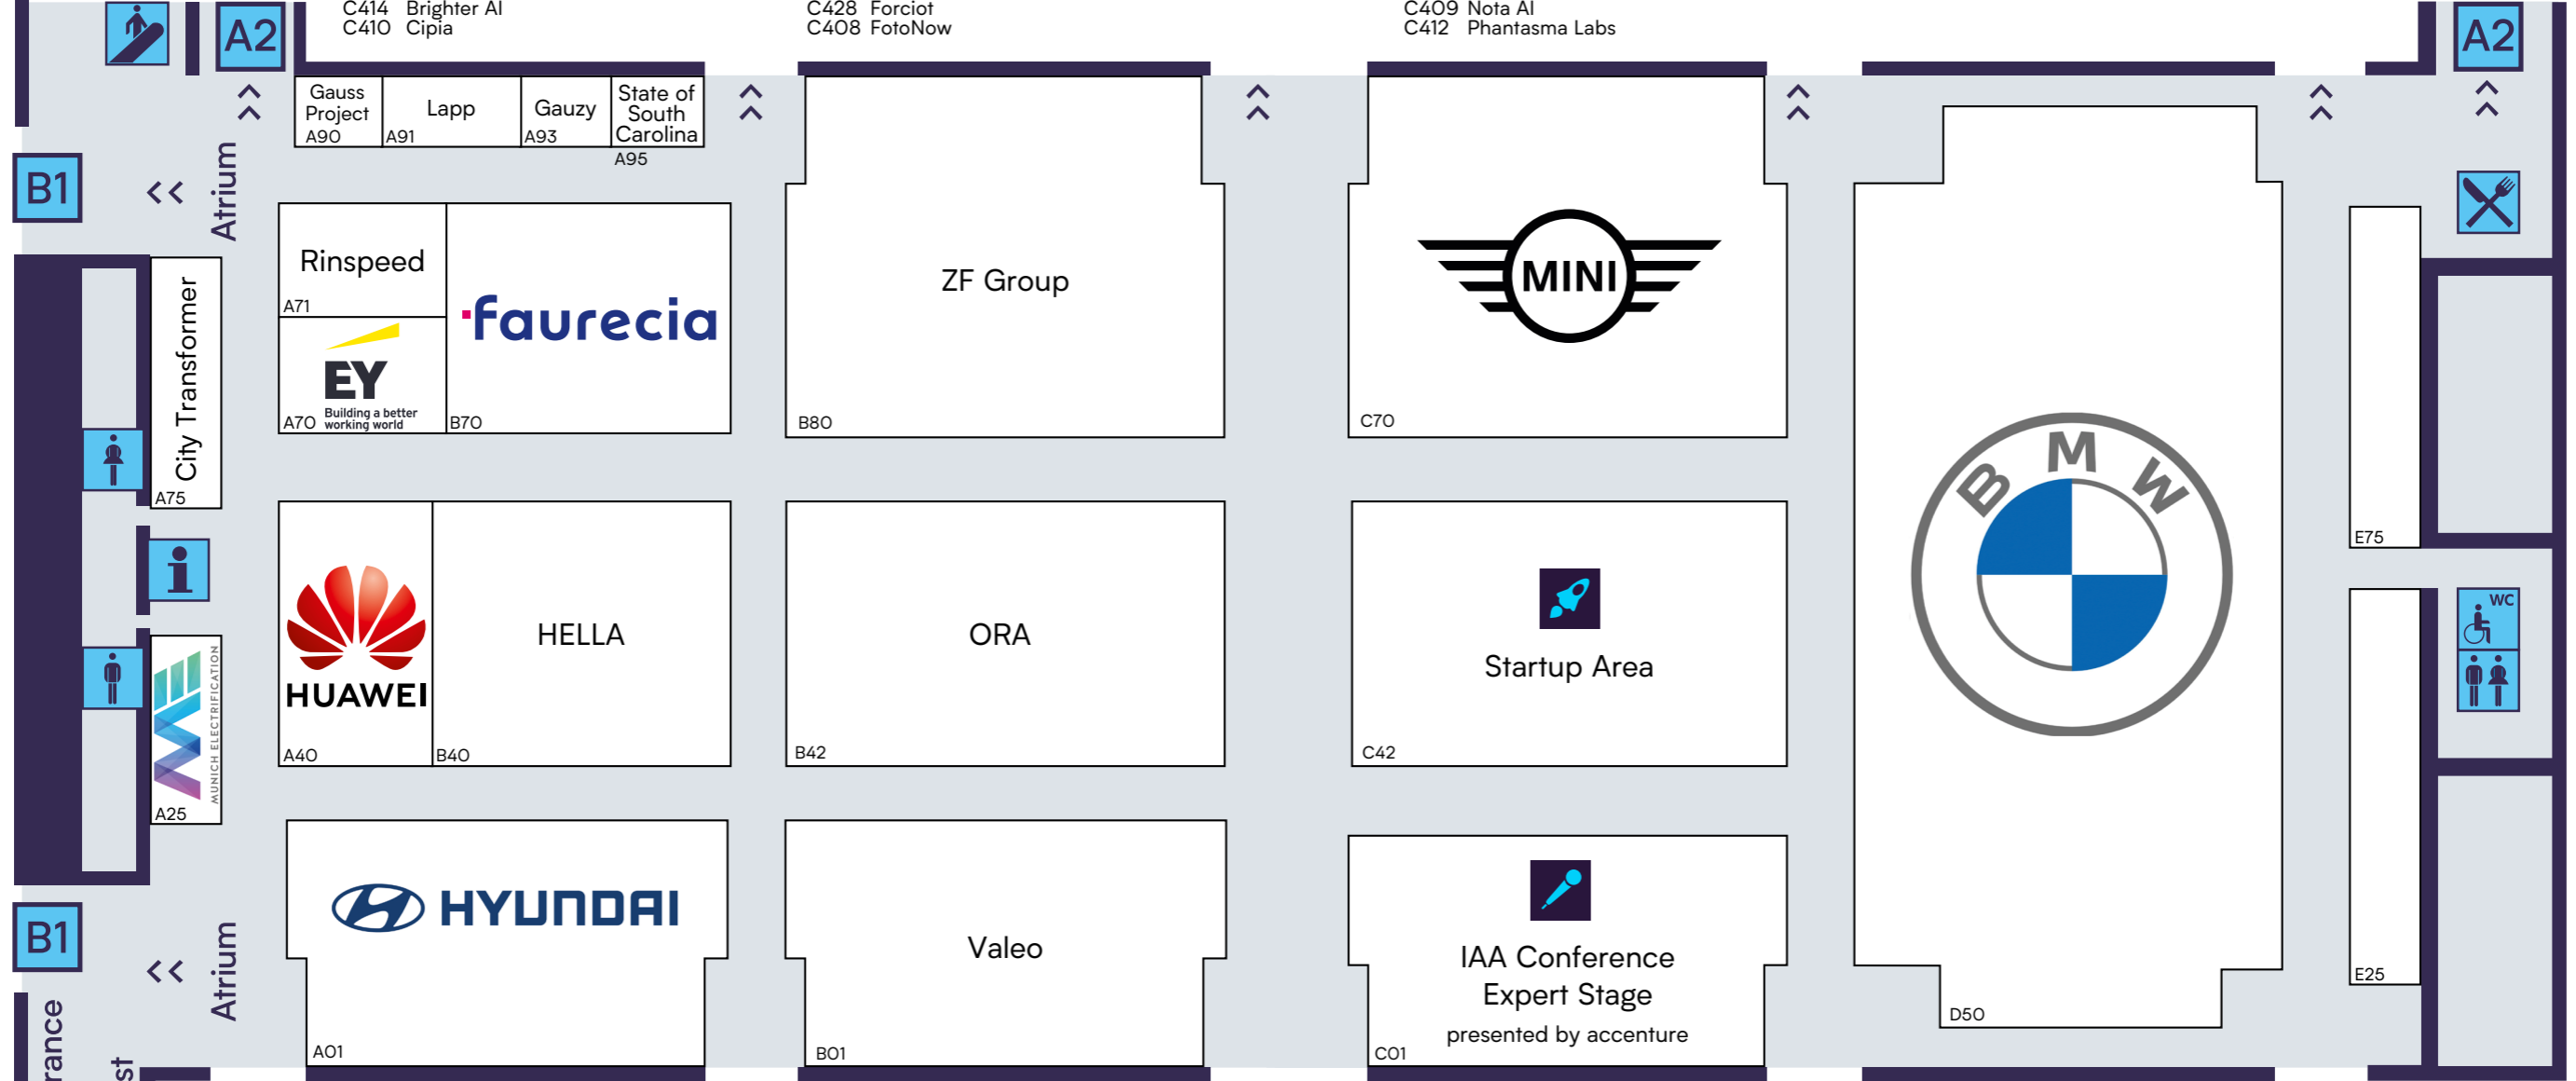 C414 Brighter AI
C410 Cipia
C428 Forciot
C408 FotoNow
C409 Nota AI
C412 Phantasma Labs
A2
A2
Gauss
Project
A90
Lapp
A91
Gauzy
A93
State of
South
Carolina
A95
B1
Atrium
Rinspeed
A71
EY
Building a better
working world
A70
faurecia
B70
ZF Group
B80
MINI
C70
City Transformer
A75
BMW
E75
HUAWEI
A40
HELLA
B40
ORA
B42
Startup Area
C42
WC
MUNICH ELECTRIFICATION
A25
HYUNDAI
A01
Valeo
B01
IAA Conference
Expert Stage
presented by accenture
C01
D50
E25
B1
Atrium
rance
st